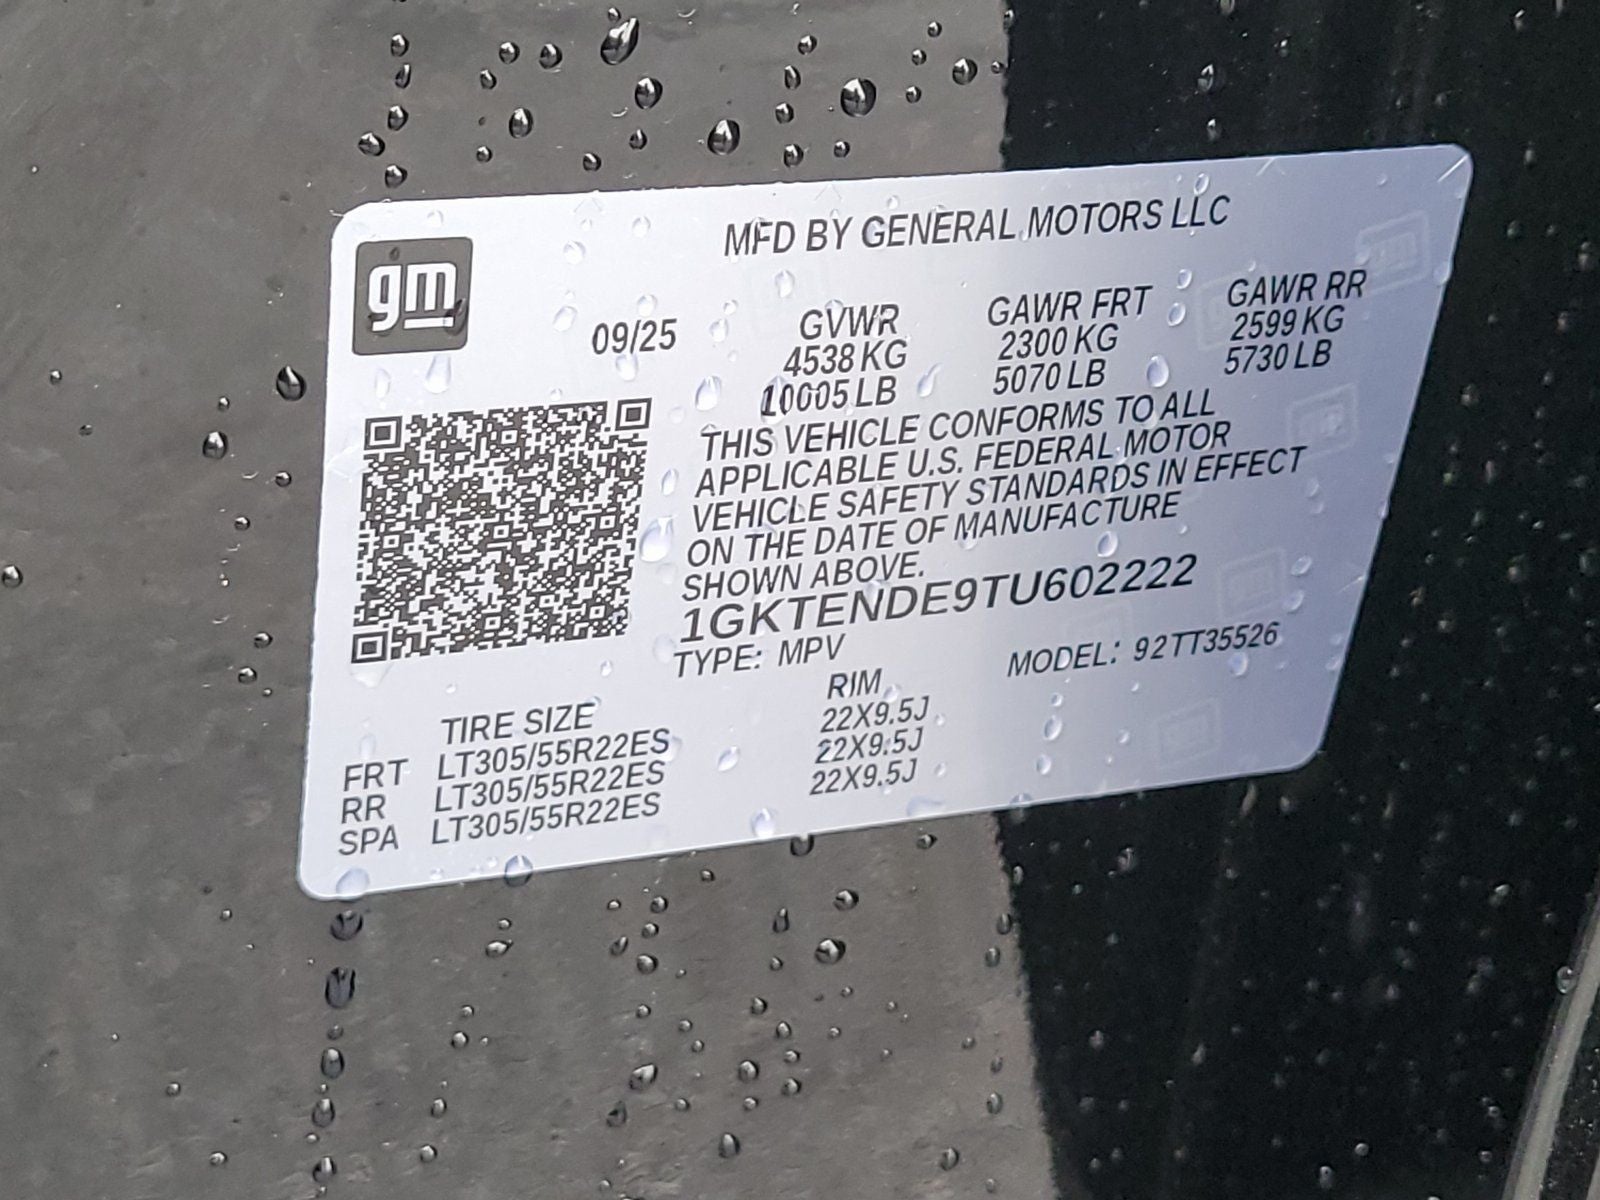 gm
MFD BY GENERAL MOTORS LLC
09/25
GVWR GAWR FRT GAWR RR
4538 KG 2300 KG 2599 KG
10005 LB 5070 LB 5730 LB
THIS VEHICLE CONFORMS TO ALL
APPLICABLE U.S. FEDERAL MOTOR
VEHICLE SAFETY STANDARDS IN EFFECT
ON THE DATE OF MANUFACTURE
SHOWN ABOVE.
1GKTENDE9TU602222
TYPE: MPV MODEL: 92TT35526
TIRE SIZE RIM
FRT LT305/55R22ES 22X9.5J
RR LT305/55R22ES 22X9.5J
SPA LT305/55R22ES 22X9.5J